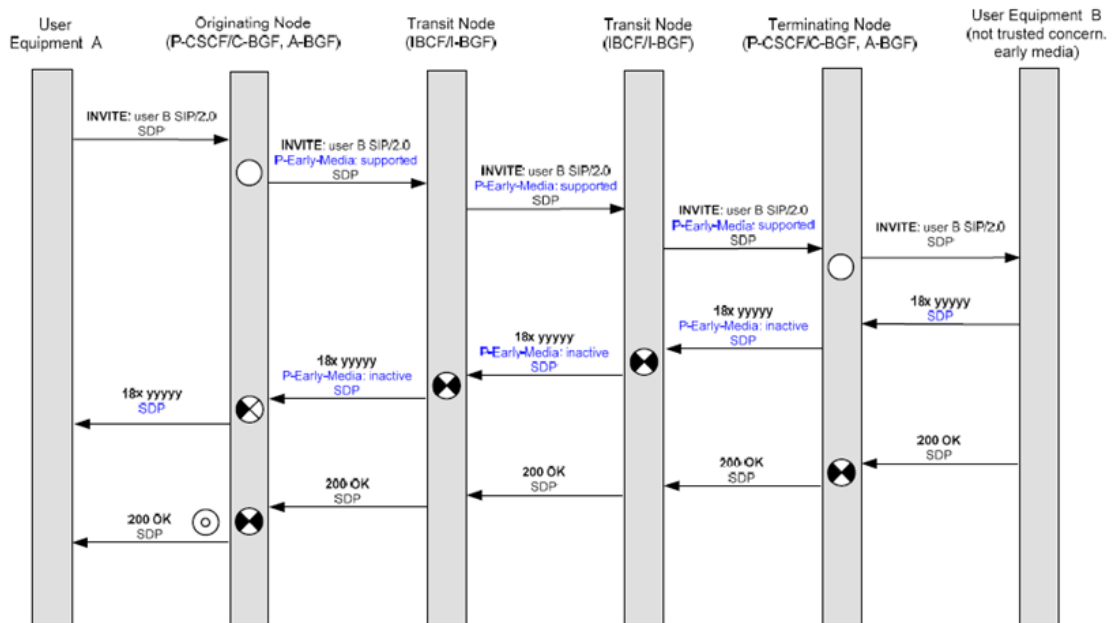 User
Equipment A
Originating Node
(P-CSCF/C-BGF, A-BGF)
Transit Node
(IBCF/I-BGF)
Transit Node
(IBCF/I-BGF)
Terminating Node
(P-CSCF/C-BGF, A-BGF)
User Equipment B
(not trusted concern.
early media)
INVITE: user B SIP/2.0
SDP
INVITE: user B SIP/2.0
P-Early-Media: supported
SDP
INVITE: user B SIP/2.0
P-Early-Media: supported
SDP
INVITE: user B SIP/2.0
P-Early-Media: supported
SDP
INVITE: user B SIP/2.0
SDP
18x yyyyy
SDP
18x yyyyy
P-Early-Media: inactive
SDP
18x yyyyy
P-Early-Media: inactive
SDP
18x yyyyy
P-Early-Media: inactive
SDP
18x yyyyy
SDP
200 OK
SDP
200 OK
SDP
200 OK
SDP
200 OK
SDP
200 OK
SDP